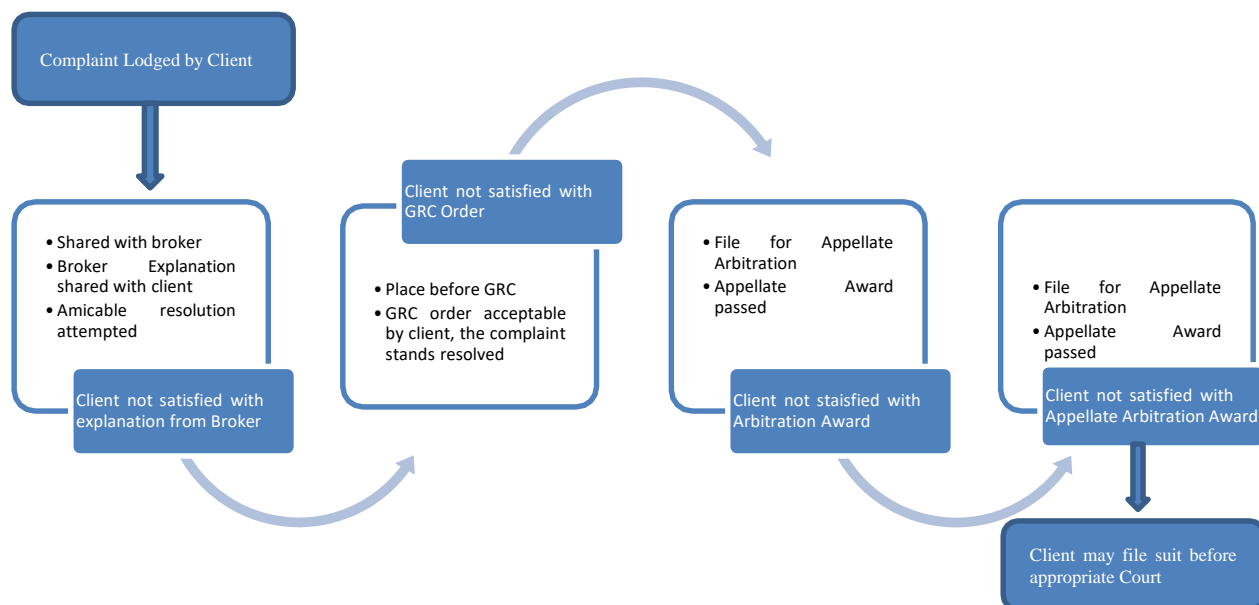 Complaint Lodged by Client
• Shared with broker
• Broker Explanation
shared with client
• Amicable resolution
attempted
Client not satisfied with
explanation from Broker
Client not satisfied with
GRC Order
• Place before GRC
• GRC order acceptable
by client, the complaint
stands resolved
• File for Appellate
Arbitration
• Appellate Award
passed
Client not staisfied with
Arbitration Award
• File for Appellate
Arbitration
• Appellate Award
passed
Client not satisfied with
Appellate Arbitration Award
Client may file suit before
appropriate Court